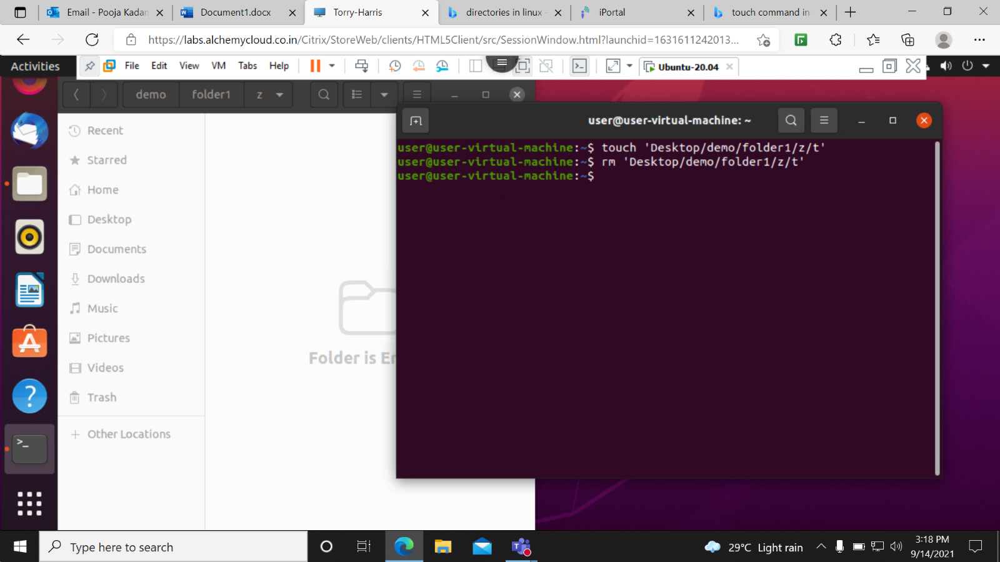 Email - Pooja Kadar
Document1.docx
Torry-Harris
directories in linux -
iPortal
touch command in
https://labs.alchemycloud.co.in/Citrix/StoreWeb/clients/HTML5Client/src/SessionWindow.html?launchid=1631611242013...
Activities
File Edit View VM Tabs Help
Ubuntu-20.04
demo folder1 z
user@user-virtual-machine: ~
Recent
Starred
Home
Desktop
Documents
Downloads
Music
Pictures
Videos
Trash
+ Other Locations
Folder is Em
user@user-virtual-machine:~$ touch 'Desktop/demo/folder1/z/t'
user@user-virtual-machine:~$ rm 'Desktop/demo/folder1/z/t'
user@user-virtual-machine:~$
Type here to search
29°C Light rain
3:18 PM
9/14/2021